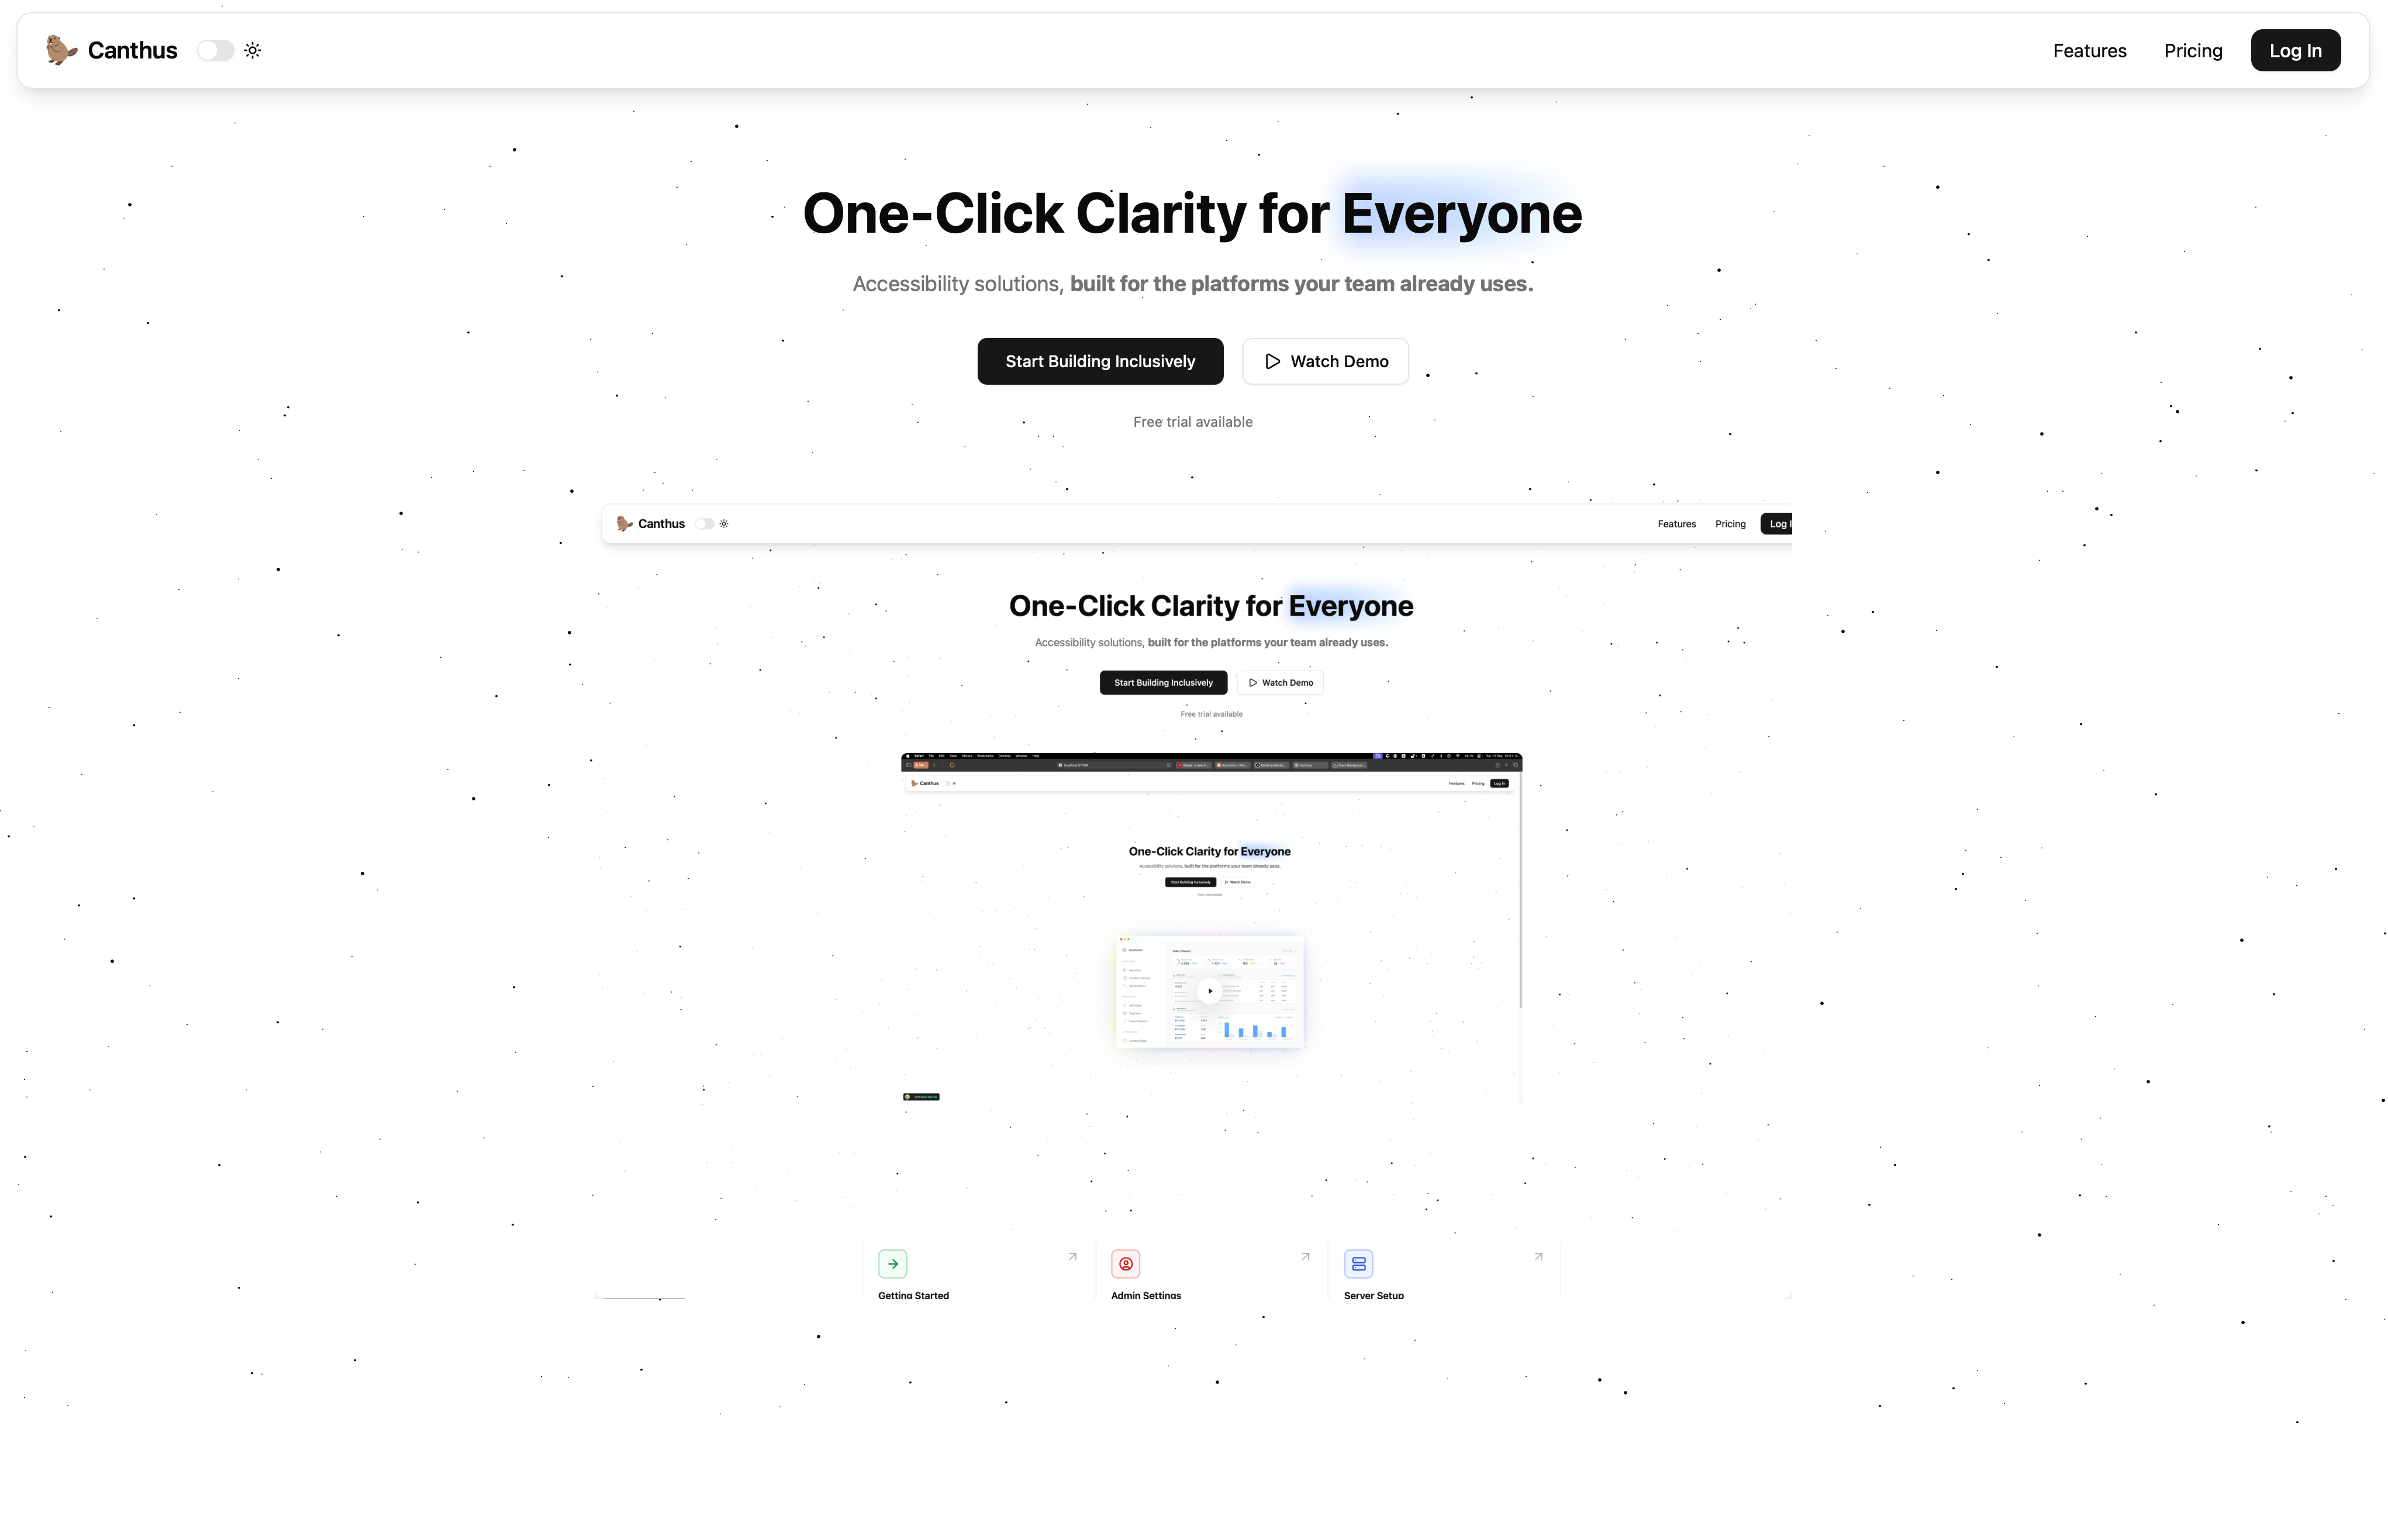 Canthus
Features Pricing Log In
One-Click Clarity for Everyone
Accessibility solutions, built for the platforms your team already uses.
Start Building Inclusively Watch Demo
Free trial available
Canthus
Features Pricing Log I
One-Click Clarity for Everyone
Accessibility solutions, built for the platforms your team already uses.
Start Building Inclusively Watch Demo
Free trial available
Canthus
Features Pricing Log In
One-Click Clarity for Everyone
Accessibility solutions, built for the platforms your team already uses.
Start Building Inclusively Watch Demo
Free trial available
Getting Started Admin Settings Server Setup